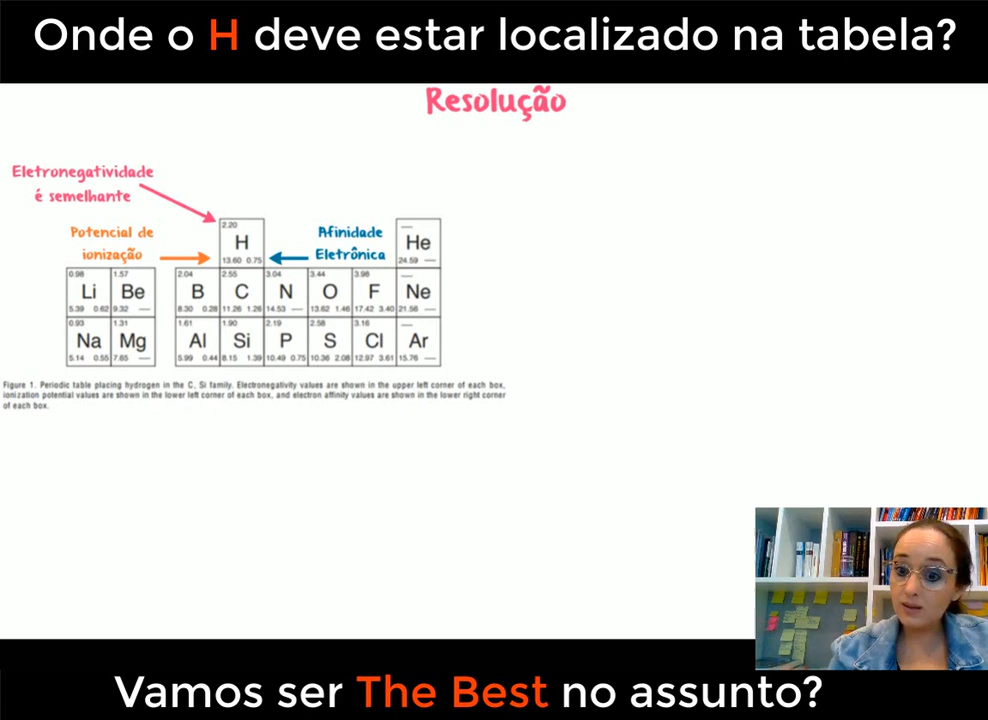 Onde o H deve estar localizado na tabela?
Resolução
Eletronegatividade
é semelhante
Potencial de
ionização
Afinidade
Eletrônica
2.20
H
13.60 0.75
—
He
24.59 —
0.98 1.57 2.04 2.55 3.04 3.44 3.98 —
Li Be B C N O F Ne
5.39 0.62 9.32 — 8.30 0.28 11.26 1.26 14.53 — 13.62 1.46 17.42 3.40 21.56 —
0.93 1.31 1.61 1.90 2.19 2.58 3.16 —
Na Mg Al Si P S Cl Ar
5.14 0.55 7.65 — 5.99 0.44 8.15 1.39 10.49 0.75 10.36 2.08 12.97 3.61 15.76 —
Figure 1. Periodic table placing hydrogen in the C, Si family. Electronegativity values are shown in the upper left corner of each box,
ionization potential values are shown in the lower left corner of each box, and electron affinity values are shown in the lower right corner
of each box.
Vamos ser The Best no assunto?